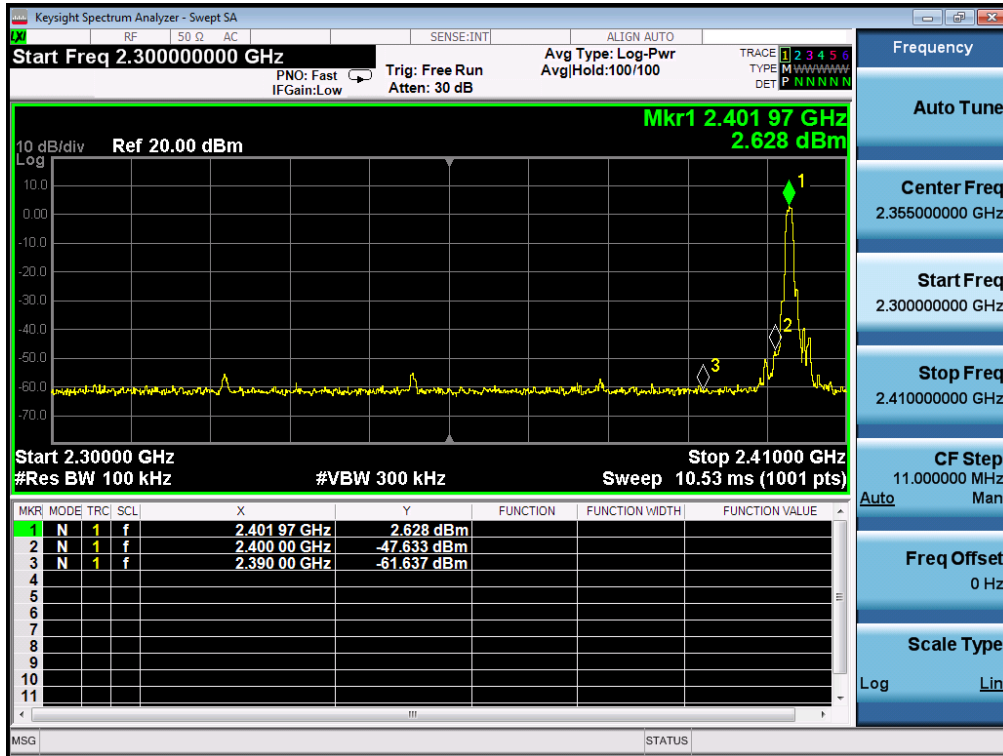 Keysight Spectrum Analyzer - Swept SA
LXI RF 50 Ω AC SENSE:INT ALIGN AUTO
Start Freq 2.300000000 GHz
PNO: Fast
IFGain:Low
Trig: Free Run
Atten: 30 dB
Avg Type: Log-Pwr
Avg|Hold:100/100
TRACE 1 2 3 4 5 6
TYPE M WWWWW
DET P N N N N N
Mkr1 2.401 97 GHz
2.628 dBm
10 dB/div Ref 20.00 dBm
Log
10.0
0.00
-10.0
-20.0
-30.0
-40.0
-50.0
-60.0
-70.0
1
2
3
Start 2.30000 GHz Stop 2.41000 GHz
#Res BW 100 kHz #VBW 300 kHz Sweep 10.53 ms (1001 pts)
MKR MODE TRC SCL X Y FUNCTION FUNCTION WIDTH FUNCTION VALUE
1 N 1 f 2.401 97 GHz 2.628 dBm
2 N 1 f 2.400 00 GHz -47.633 dBm
3 N 1 f 2.390 00 GHz -61.637 dBm
4
5
6
7
8
9
10
11
MSG STATUS
Frequency
Auto Tune
Center Freq
2.355000000 GHz
Start Freq
2.300000000 GHz
Stop Freq
2.410000000 GHz
CF Step
11.000000 MHz
Auto Man
Freq Offset
0 Hz
Scale Type
Log Lin